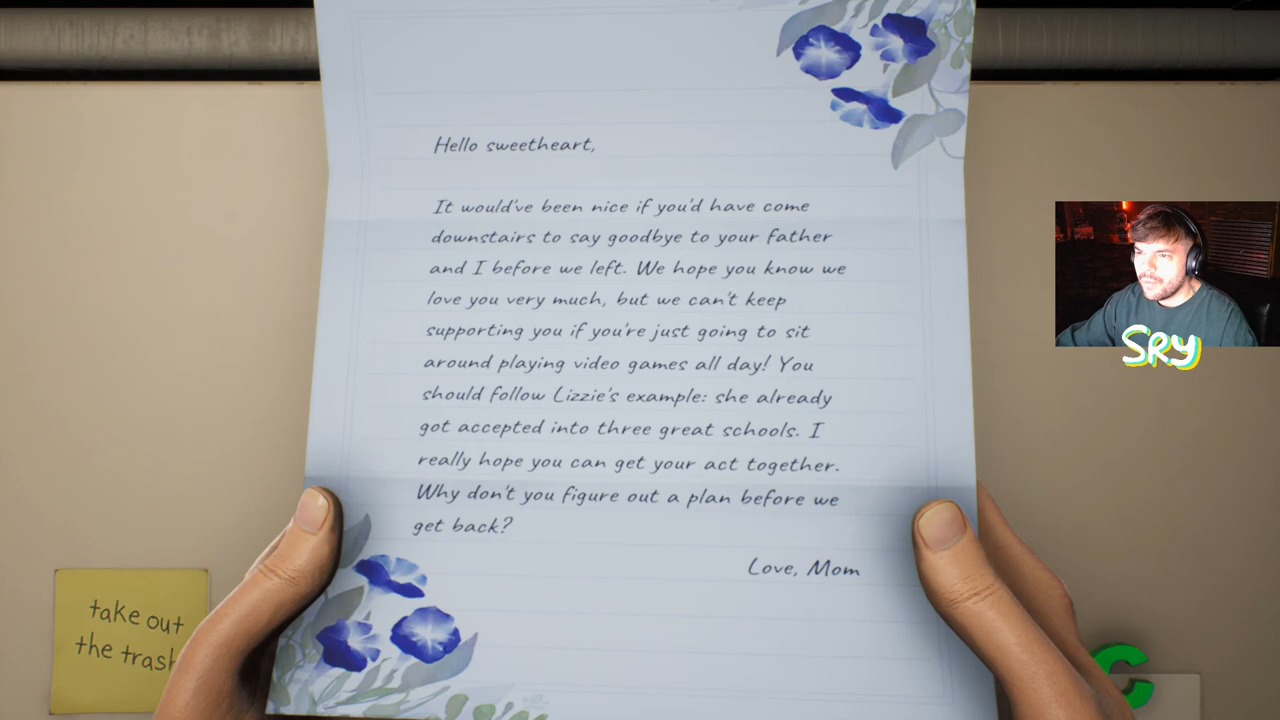 Hello sweetheart,
It would've been nice if you'd have come
downstairs to say goodbye to your father
and I before we left. We hope you know we
love you very much, but we can't keep
supporting you if you're just going to sit
around playing video games all day! You
should follow Lizzie's example: she already
got accepted into three great schools. I
really hope you can get your act together.
Why don't you figure out a plan before we
get back?
Love, Mom
take out
the trash
SRY